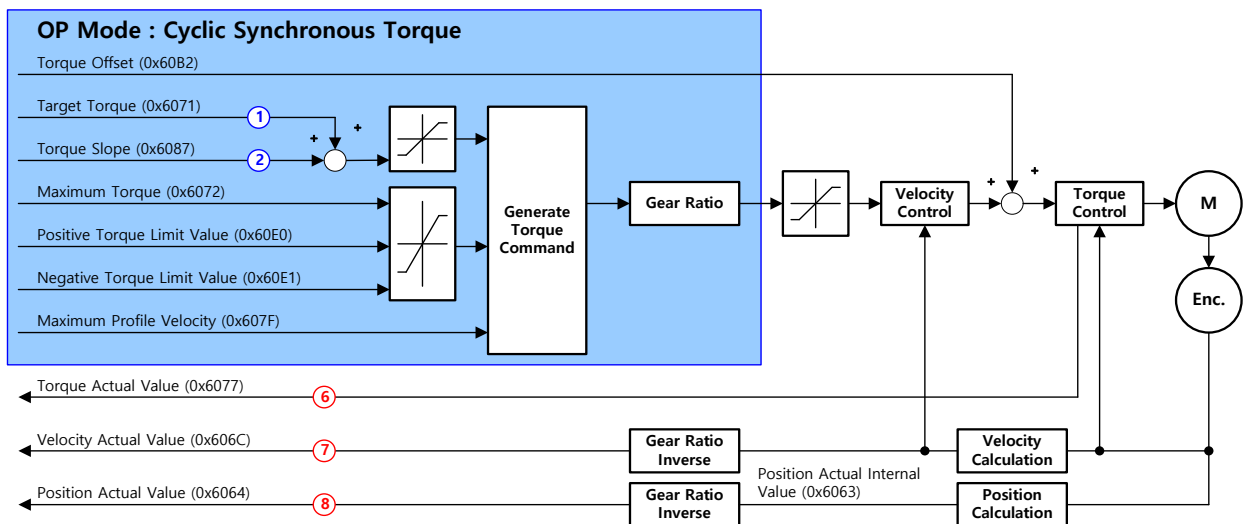 OP Mode : Cyclic Synchronous Torque
Torque Offset (0x60B2)
Target Torque (0x6071)
1
+
+
Torque Slope (0x6087)
2
Maximum Torque (0x6072)
Positive Torque Limit Value (0x60E0)
Negative Torque Limit Value (0x60E1)
Maximum Profile Velocity (0x607F)
Generate
Torque
Command
Gear Ratio
Velocity
Control
+
+
Torque
Control
M
Enc.
Torque Actual Value (0x6077)
6
Velocity Actual Value (0x606C)
7
Gear Ratio
Inverse
Velocity
Calculation
Position Actual Value (0x6064)
8
Gear Ratio
Inverse
Position Actual Internal
Value (0x6063)
Position
Calculation